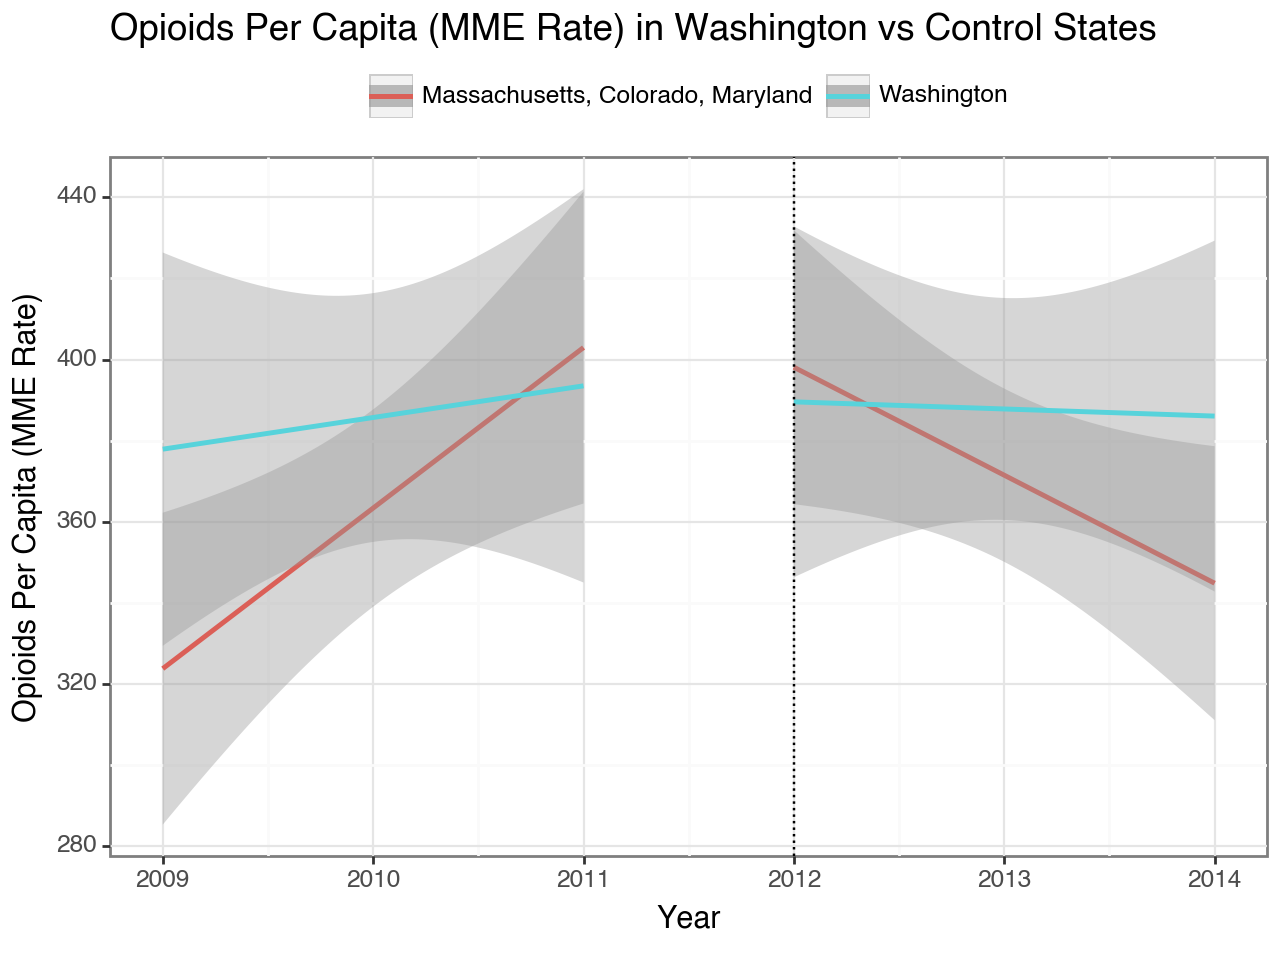 Opioids Per Capita (MME Rate) in Washington vs Control States
Massachusetts, Colorado, Maryland
Washington
Opioids Per Capita (MME Rate)
440
400
360
320
280
2009
2010
2011
2012
2013
2014
Year